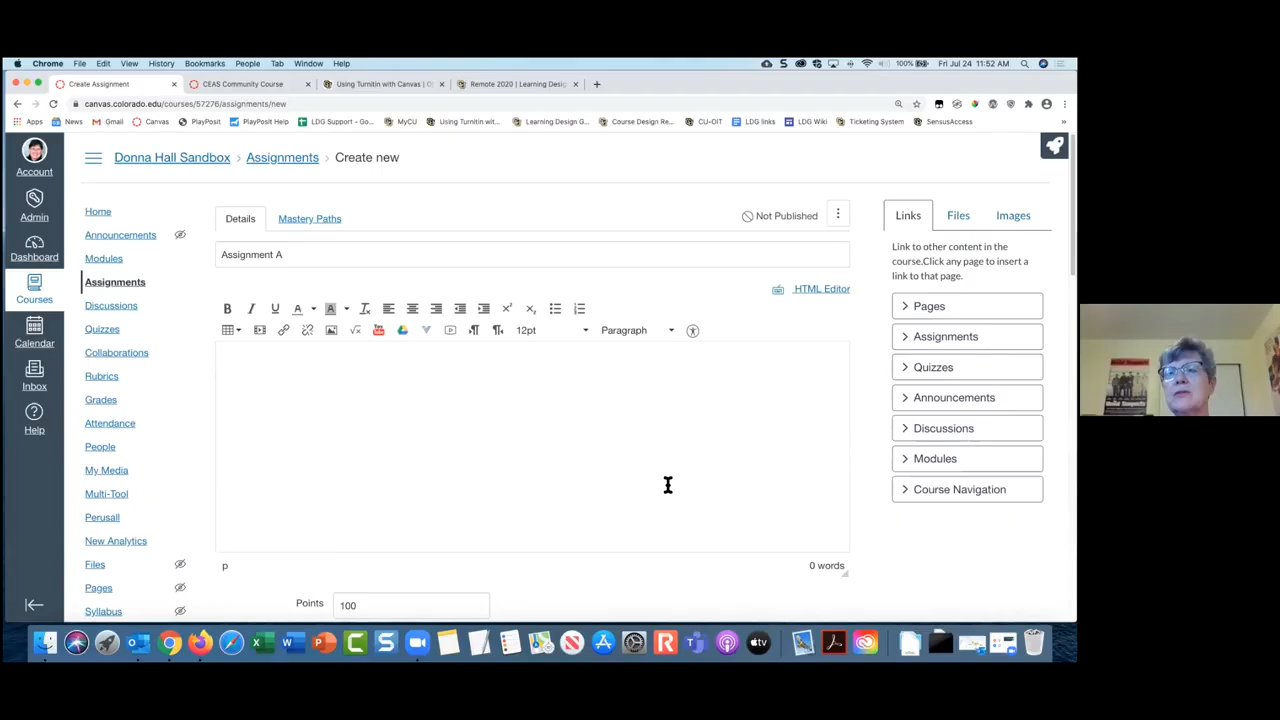 Chrome File Edit View History Bookmarks People Tab Window Help 100% Fri Jul 24 11:52 AM
Create Assignment CEAS Community Course Using Turnitin with Canvas | O Remote 2020 | Learning Desig
canvas.colorado.edu/courses/57276/assignments/new
Apps News Gmail Canvas PlayPosit PlayPosit Help LDG Support - Go... MyCU Using Turnitin wit... Learning Design G... Course Design Re... CU-OIT LDG links LDG Wiki Ticketing System SensusAccess »
Donna Hall Sandbox › Assignments › Create new
Account
Admin
Dashboard
Courses
Calendar
Inbox
Help
Home
Announcements
Modules
Assignments
Discussions
Quizzes
Collaborations
Rubrics
Grades
Attendance
People
My Media
Multi-Tool
Perusall
New Analytics
Files
Pages
Syllabus
Details Mastery Paths Not Published
Assignment A
HTML Editor
B I U A A
12pt Paragraph
p 0 words
Points 100
Links Files Images
Link to other content in the
course.Click any page to insert a
link to that page.
Pages
Assignments
Quizzes
Announcements
Discussions
Modules
Course Navigation